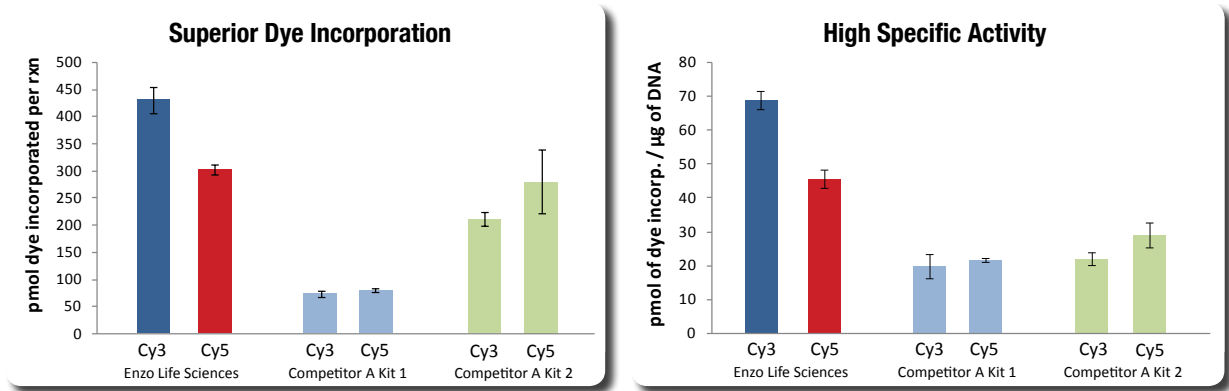 Superior Dye Incorporation
pmol dye incorporated per rxn
500
450
400
350
300
250
200
150
100
50
0
Cy3 Cy5 Cy3 Cy5 Cy3 Cy5
Enzo Life Sciences Competitor A Kit 1 Competitor A Kit 2
High Specific Activity
pmol of dye incorp. / µg of DNA
80
70
60
50
40
30
20
10
0
Cy3 Cy5 Cy3 Cy5 Cy3 Cy5
Enzo Life Sciences Competitor A Kit 1 Competitor A Kit 2